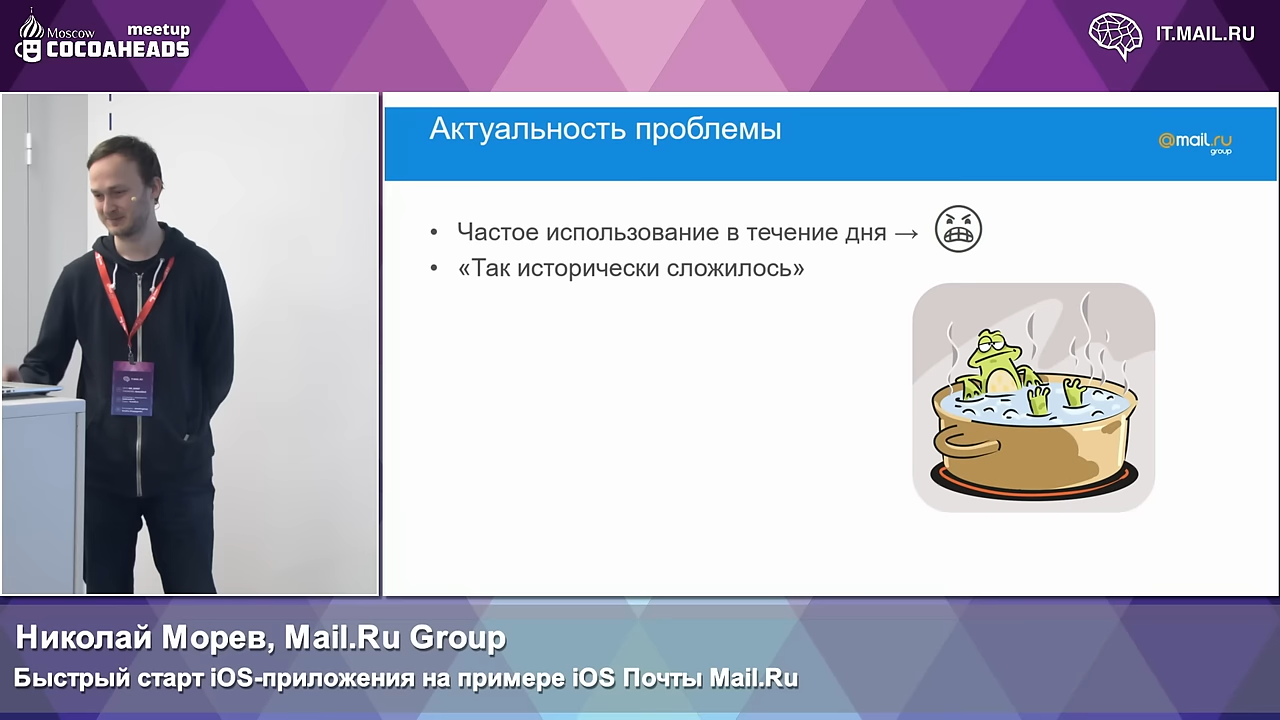 Moscow meetup
COCOAHEADS
IT.MAIL.RU
Актуальность проблемы
@mail.ru
group
• Частое использование в течение дня →
• «Так исторически сложилось»
Николай Морев, Mail.Ru Group
Быстрый старт iOS-приложения на примере iOS Почты Mail.Ru